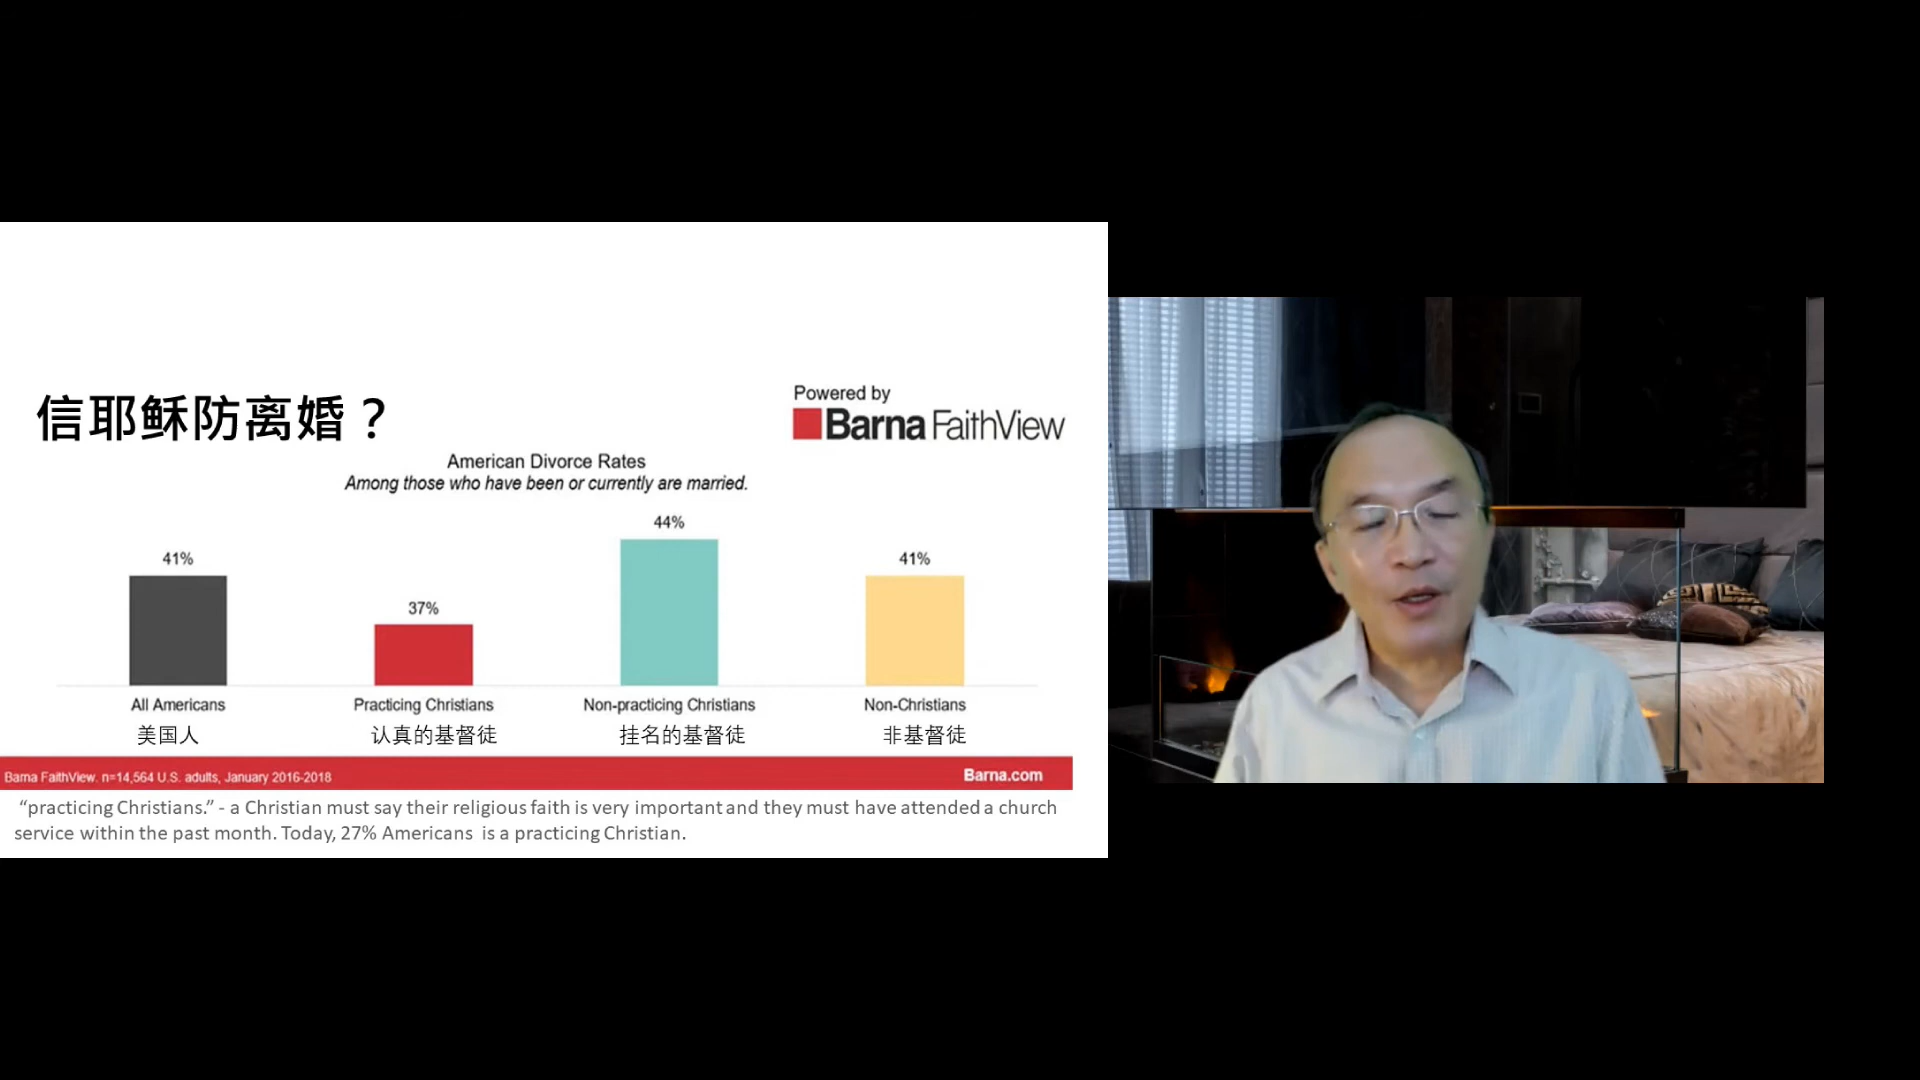 信耶稣防离婚？
Powered by
Barna FaithView
American Divorce Rates
Among those who have been or currently are married.
41%
37%
44%
41%
All Americans
Practicing Christians
Non-practicing Christians
Non-Christians
美国人
认真的基督徒
挂名的基督徒
非基督徒
Barna FaithView. n=14,564 U.S. adults, January 2016-2018
Barna.com
“practicing Christians.” - a Christian must say their religious faith is very important and they must have attended a church
service within the past month. Today, 27% Americans is a practicing Christian.